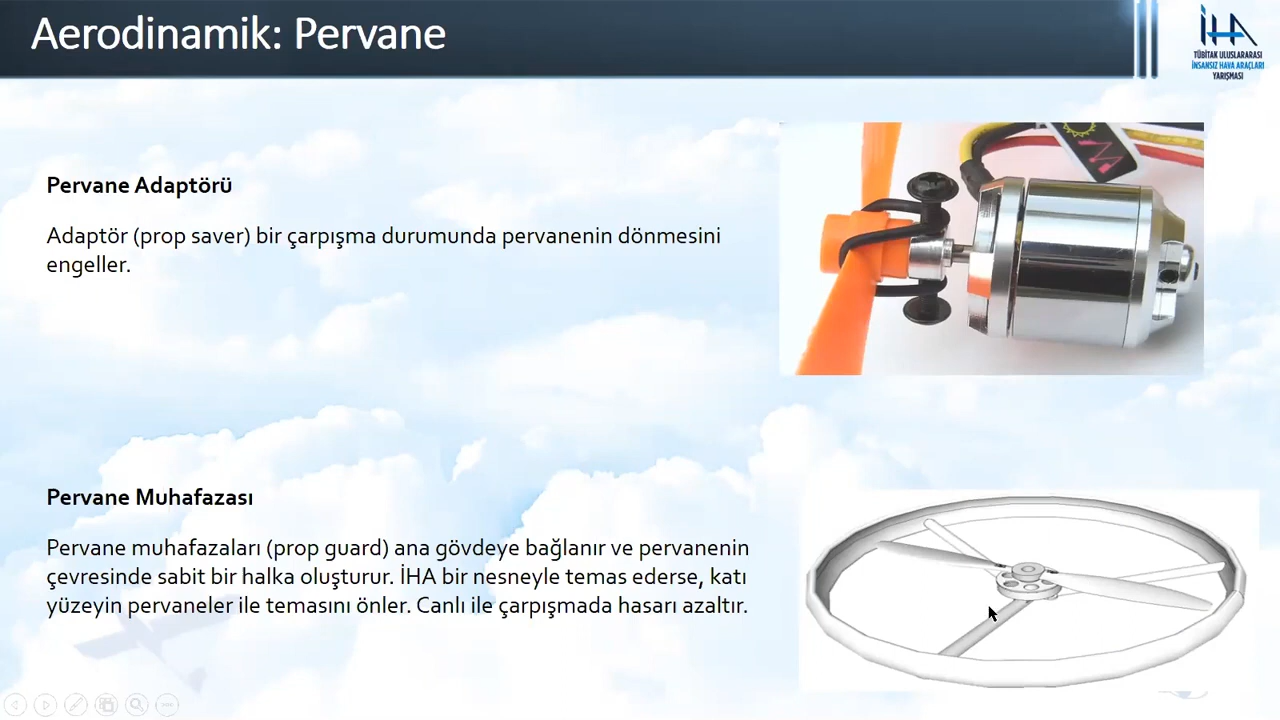 Aerodinamik: Pervane
İHA
TÜBİTAK ULUSLARARASI
İNSANSIZ HAVA ARAÇLARI
YARIŞMASI
Pervane Adaptörü
Adaptör (prop saver) bir çarpışma durumunda pervanenin dönmesini
engeller.
Pervane Muhafazası
Pervane muhafazaları (prop guard) ana gövdeye bağlanır ve pervanenin
çevresinde sabit bir halka oluşturur. İHA bir nesneyle temas ederse, katı
yüzeyin pervaneler ile temasını önler. Canlı ile çarpışmada hasarı azaltır.